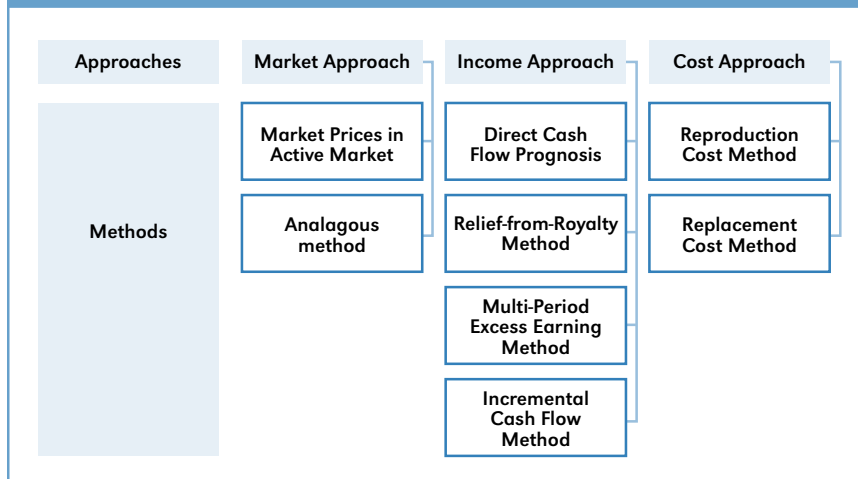 Approaches
Market Approach
Income Approach
Cost Approach
Methods
Market Prices in
Active Market
Analagous
method
Direct Cash
Flow Prognosis
Relief-from-Royalty
Method
Multi-Period
Excess Earning
Method
Incremental
Cash Flow
Method
Reproduction
Cost Method
Replacement
Cost Method